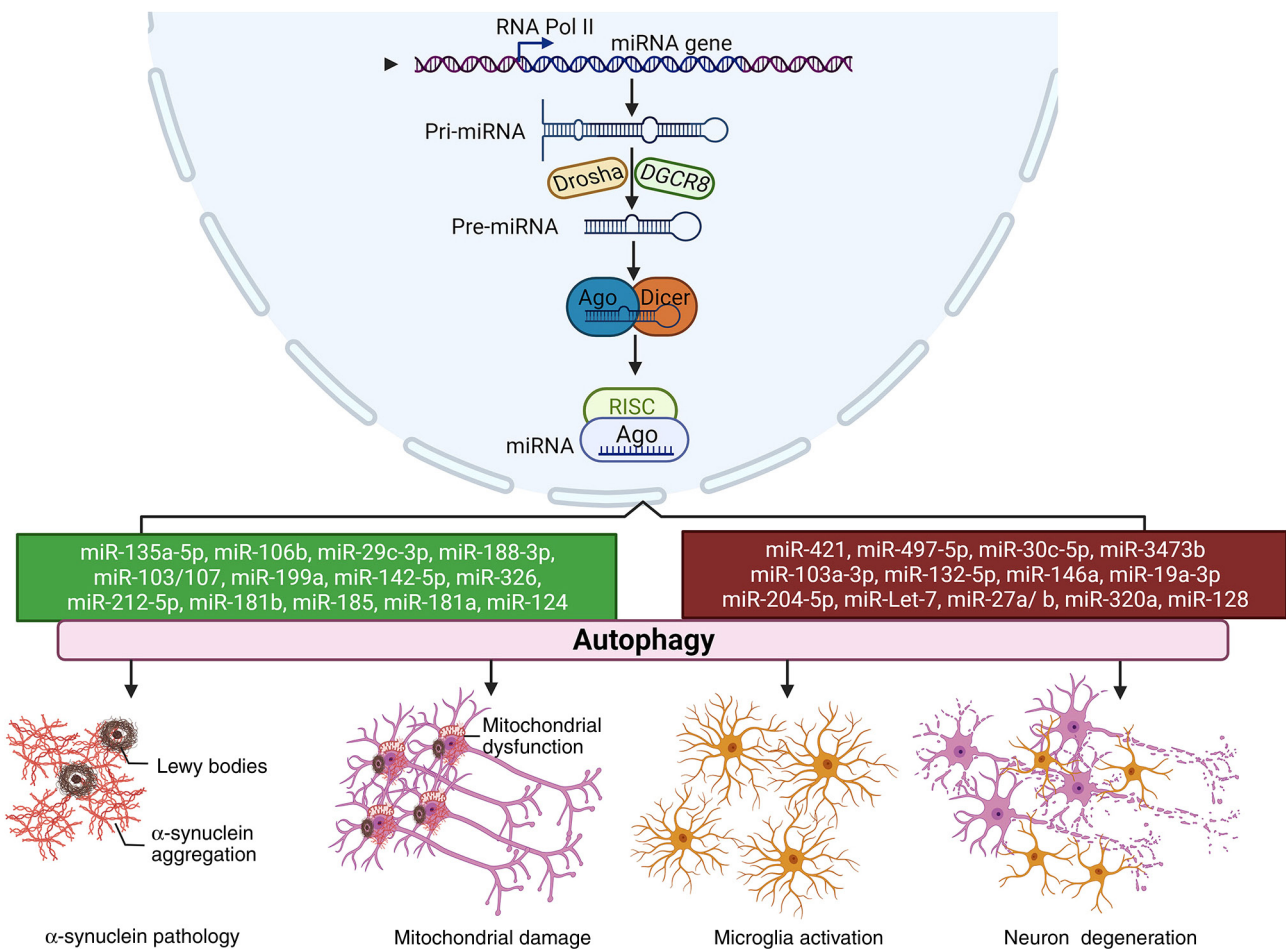 RNA Pol II
miRNA gene
Pri-miRNA
Drosha
DGCR8
Pre-miRNA
Ago
Dicer
RISC
Ago
miRNA
miR-135a-5p, miR-106b, miR-29c-3p, miR-188-3p,
miR-103/107, miR-199a, miR-142-5p, miR-326,
miR-212-5p, miR-181b, miR-185, miR-181a, miR-124
miR-421, miR-497-5p, miR-30c-5p, miR-3473b
miR-103a-3p, miR-132-5p, miR-146a, miR-19a-3p
miR-204-5p, miR-Let-7, miR-27a/ b, miR-320a, miR-128
Autophagy
Lewy bodies
α-synuclein
aggregation
Mitochondrial
dysfunction
α-synuclein pathology
Mitochondrial damage
Microglia activation
Neuron degeneration